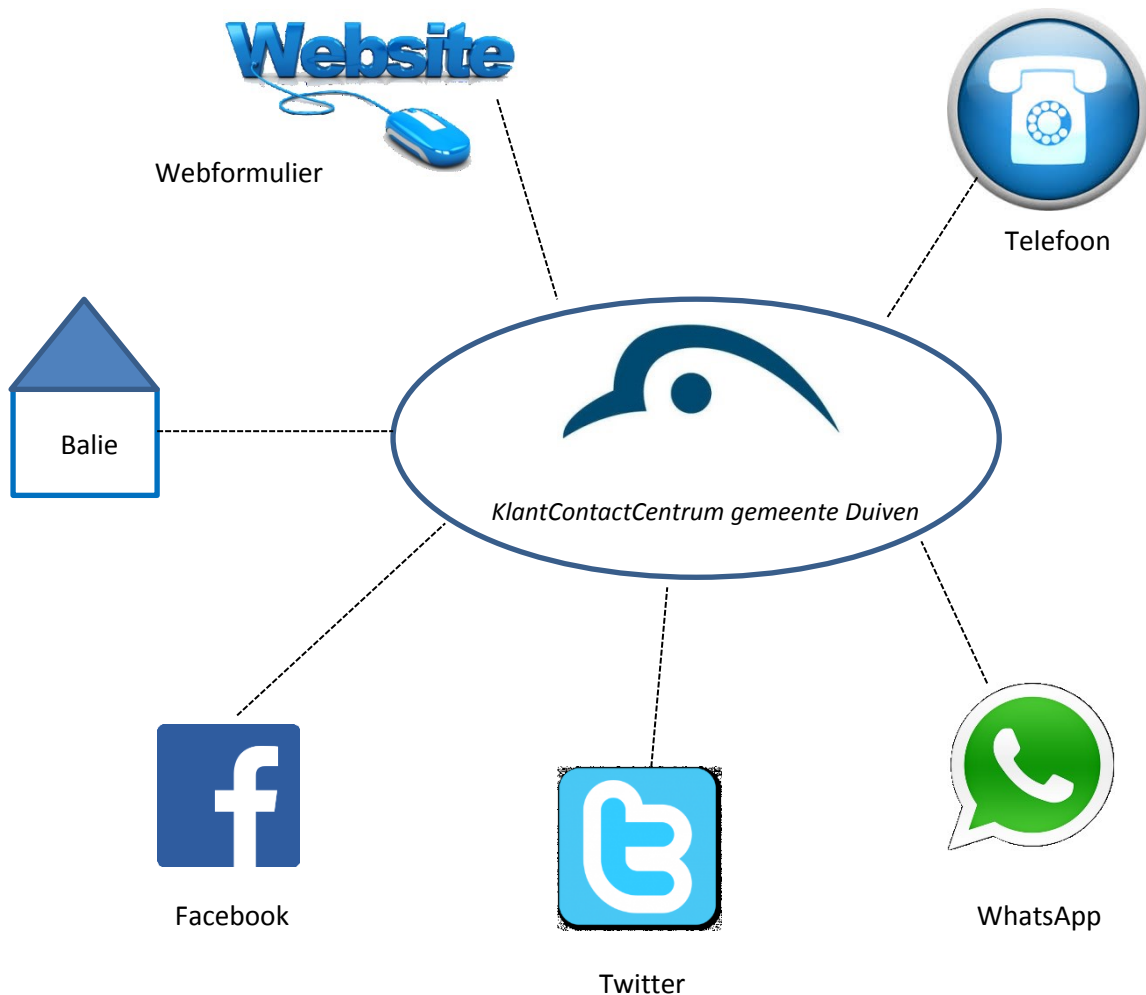 Website
Webformulier
Telefoon
Balie
KlantContactCentrum gemeente Duiven
Facebook
WhatsApp
Twitter